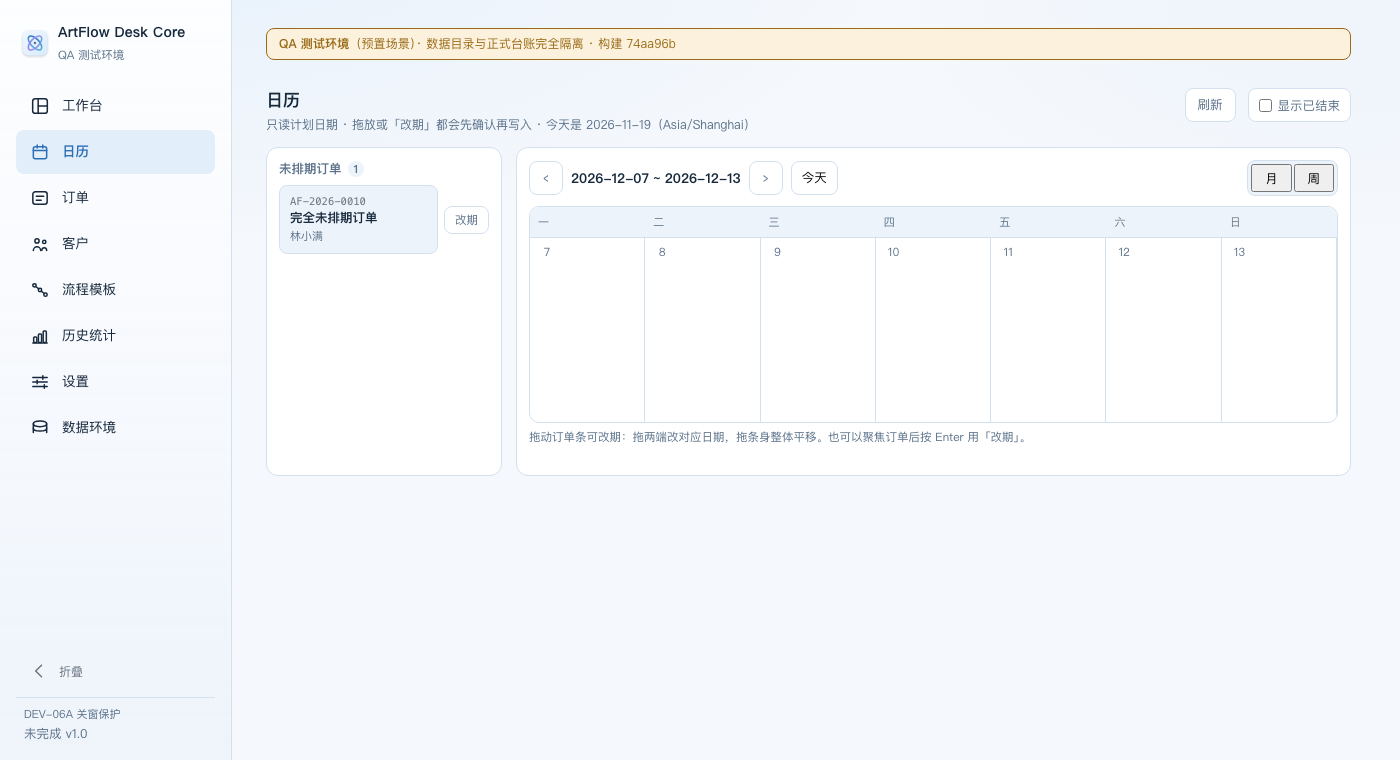 ArtFlow Desk Core
QA 测试环境
工作台
日历
订单
客户
流程模板
历史统计
设置
数据环境
折叠
DEV-06A 关窗保护
未完成 v1.0
QA 测试环境（预置场景）· 数据目录与正式台账完全隔离 · 构建 74aa96b
日历
只读计划日期 · 拖放或「改期」都会先确认再写入 · 今天是 2026-11-19（Asia/Shanghai）
刷新
显示已结束
未排期订单 1
AF-2026-0010
完全未排期订单
林小满
改期
‹ 2026-12-07 ~ 2026-12-13 › 今天
月 周
一 二 三 四 五 六 日
7 8 9 10 11 12 13
拖动订单条可改期：拖两端改对应日期，拖条身整体平移。也可以聚焦订单后按 Enter 用「改期」。